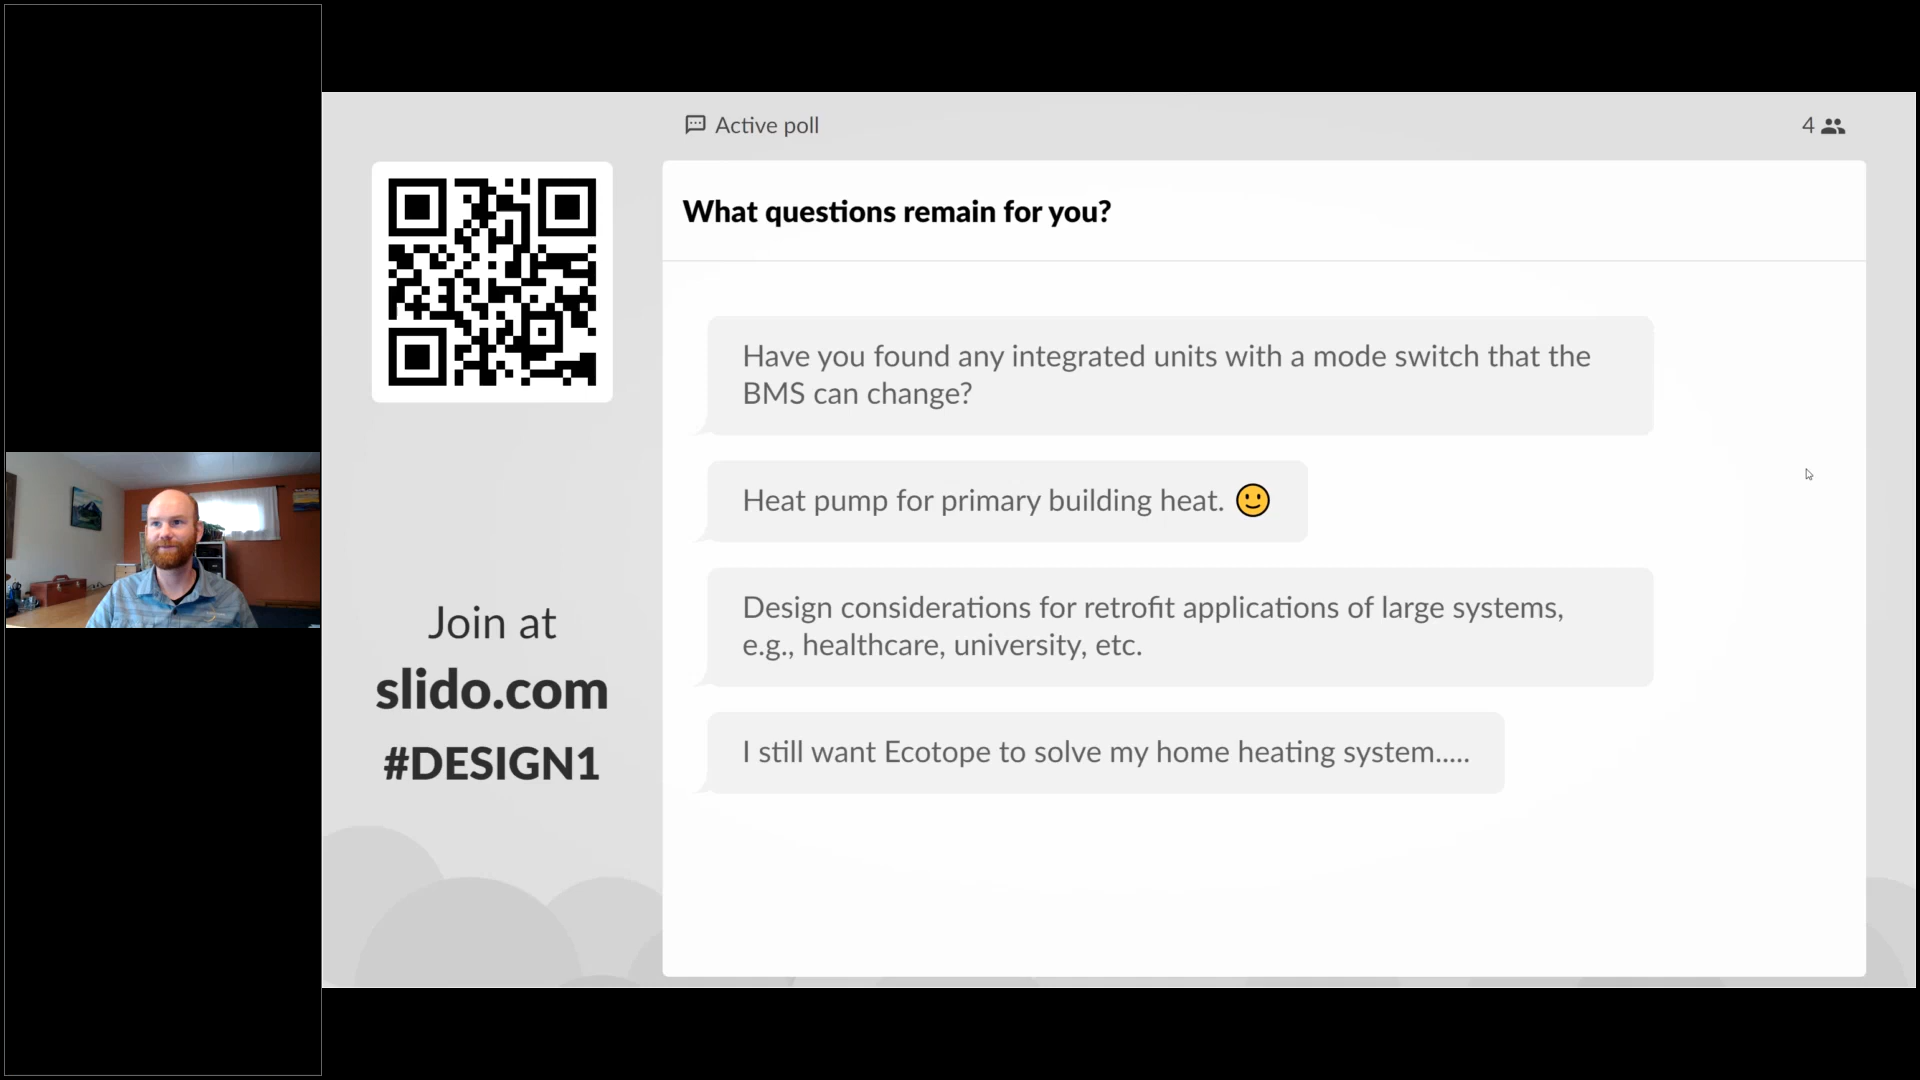 Active poll
4
What questions remain for you?
Have you found any integrated units with a mode switch that the
BMS can change?
Heat pump for primary building heat. 🙂
Design considerations for retrofit applications of large systems,
e.g., healthcare, university, etc.
I still want Ecotope to solve my home heating system.....
Join at
slido.com
#DESIGN1